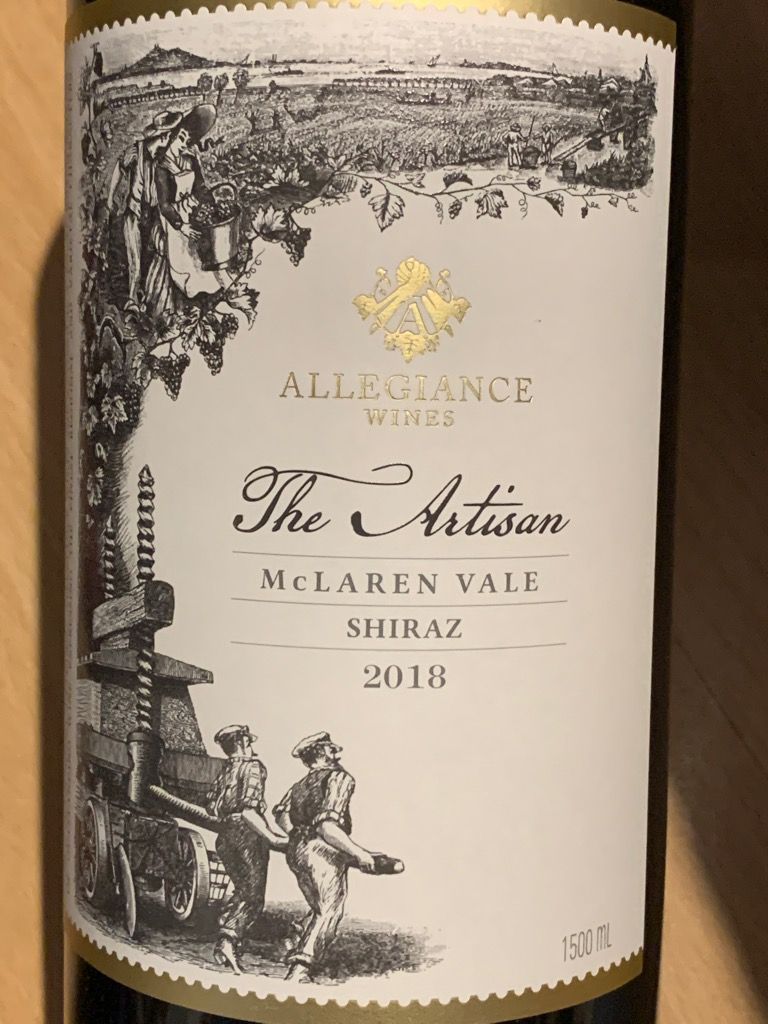 A
ALLEGIANCE
WINES
The Artisan
McLAREN VALE
SHIRAZ
2018
1500 ML